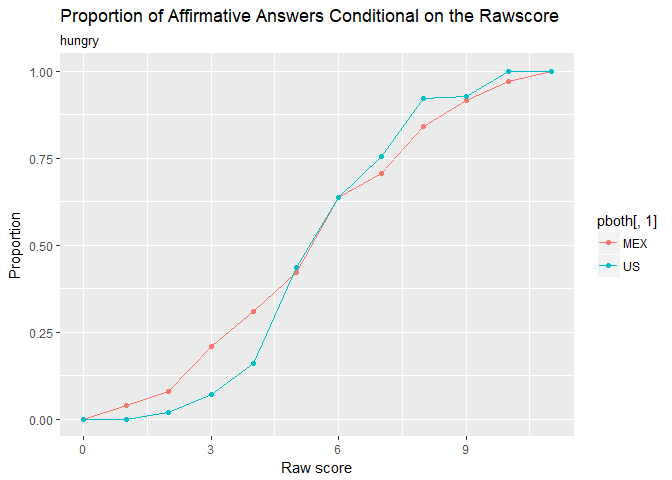 Proportion of Affirmative Answers Conditional on the Rawscore
hungry
1.00
0.75
0.50
0.25
0.00
Proportion
0 3 6 9
Raw score
pboth[, 1]
MEX
US